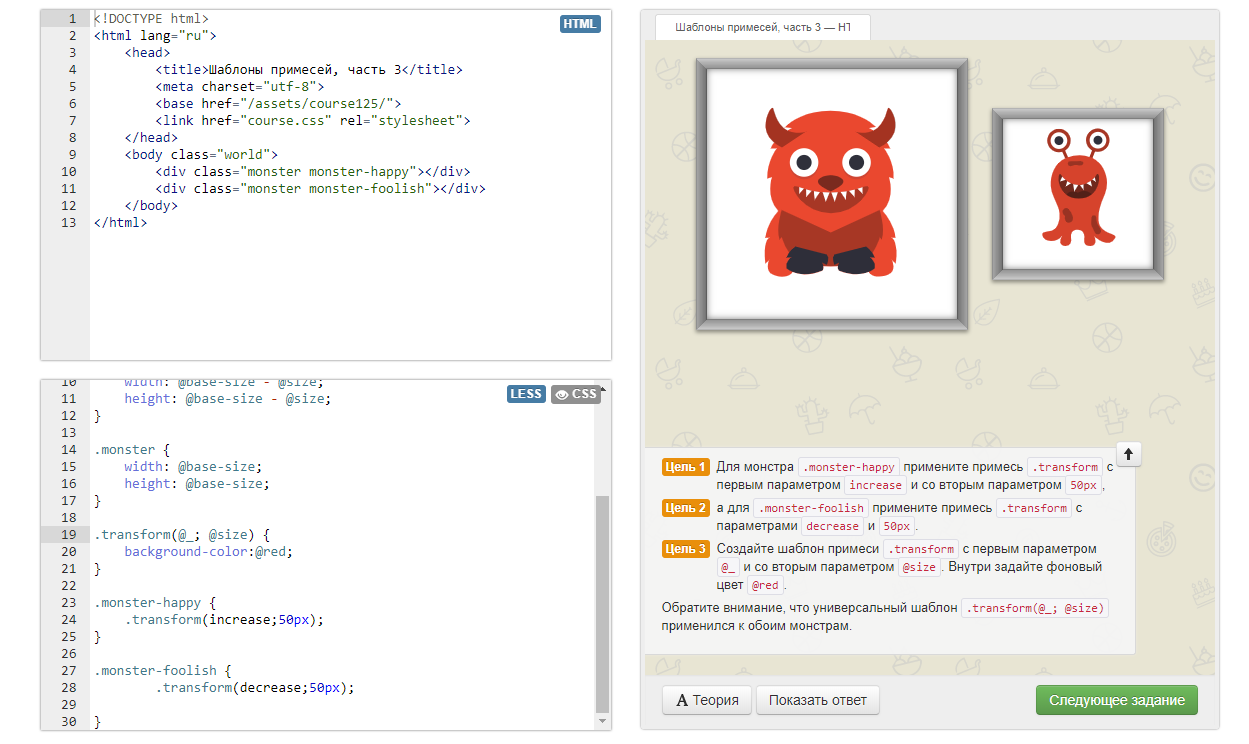 1 <!DOCTYPE html>
2 <html lang="ru">
3 <head>
4 <title>Шаблоны примесей, часть 3</title>
5 <meta charset="utf-8">
6 <base href="/assets/course125/">
7 <link href="course.css" rel="stylesheet">
8 </head>
9 <body class="world">
10 <div class="monster monster-happy"></div>
11 <div class="monster monster-foolish"></div>
12 </body>
13 </html>
HTML
10 width: @base-size - @size;
11 height: @base-size - @size;
12 }
13
14 .monster {
15 width: @base-size;
16 height: @base-size;
17 }
18
19 .transform(@_; @size) {
20 background-color:@red;
21 }
22
23 .monster-happy {
24 .transform(increase;50px);
25 }
26
27 .monster-foolish {
28 .transform(decrease;50px);
29
30 }
LESS CSS
Шаблоны примесей, часть 3 — HT
Цель 1 Для монстра .monster-happy примените примесь .transform с
первым параметром increase и со вторым параметром 50px,
Цель 2 а для .monster-foolish примените примесь .transform с
параметрами decrease и 50px.
Цель 3 Создайте шаблон примеси .transform с первым параметром
@_ и со вторым параметром @size. Внутри задайте фоновый
цвет @red.
Обратите внимание, что универсальный шаблон .transform(@_; @size)
применился к обоим монстрам.
A Теория Показать ответ Следующее задание